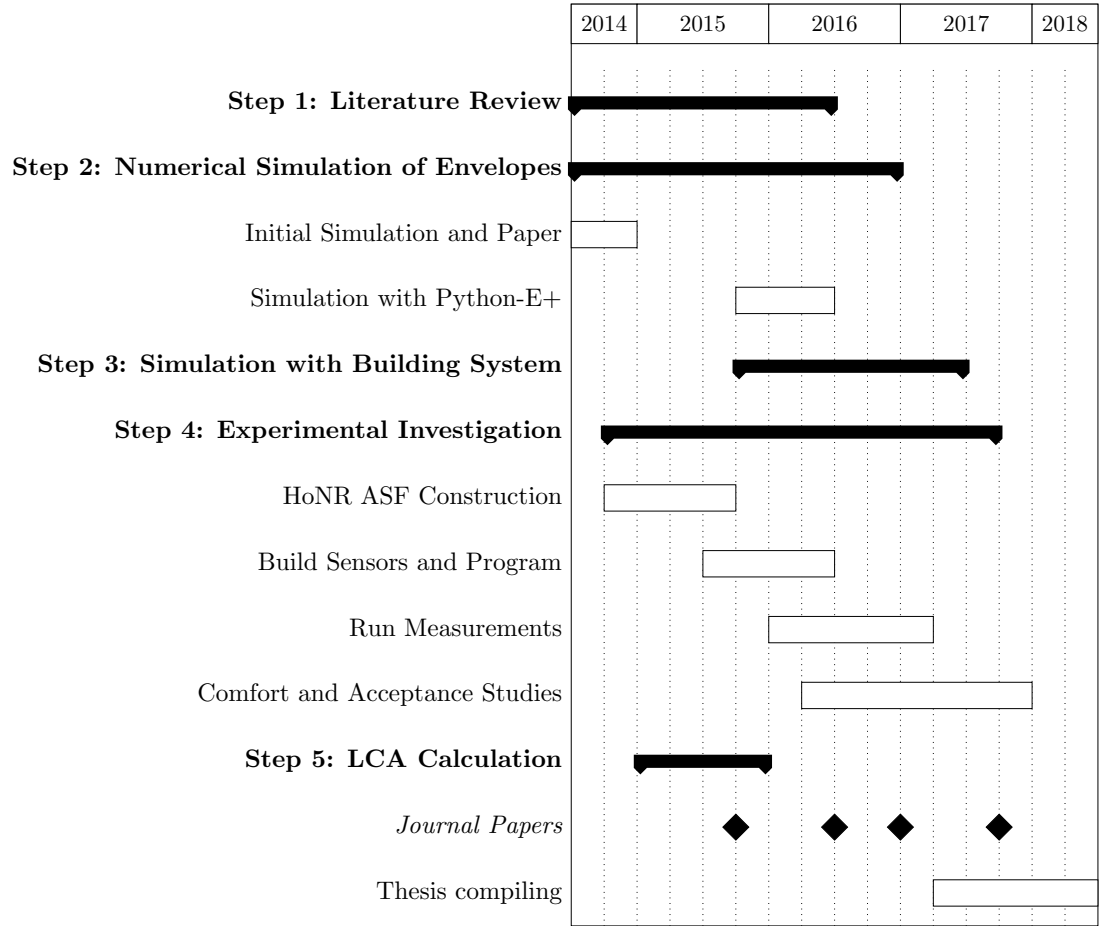 2014 2015 2016 2017 2018
Step 1: Literature Review
Step 2: Numerical Simulation of Envelopes
Initial Simulation and Paper
Simulation with Python-E+
Step 3: Simulation with Building System
Step 4: Experimental Investigation
HoNR ASF Construction
Build Sensors and Program
Run Measurements
Comfort and Acceptance Studies
Step 5: LCA Calculation
Journal Papers
Thesis compiling